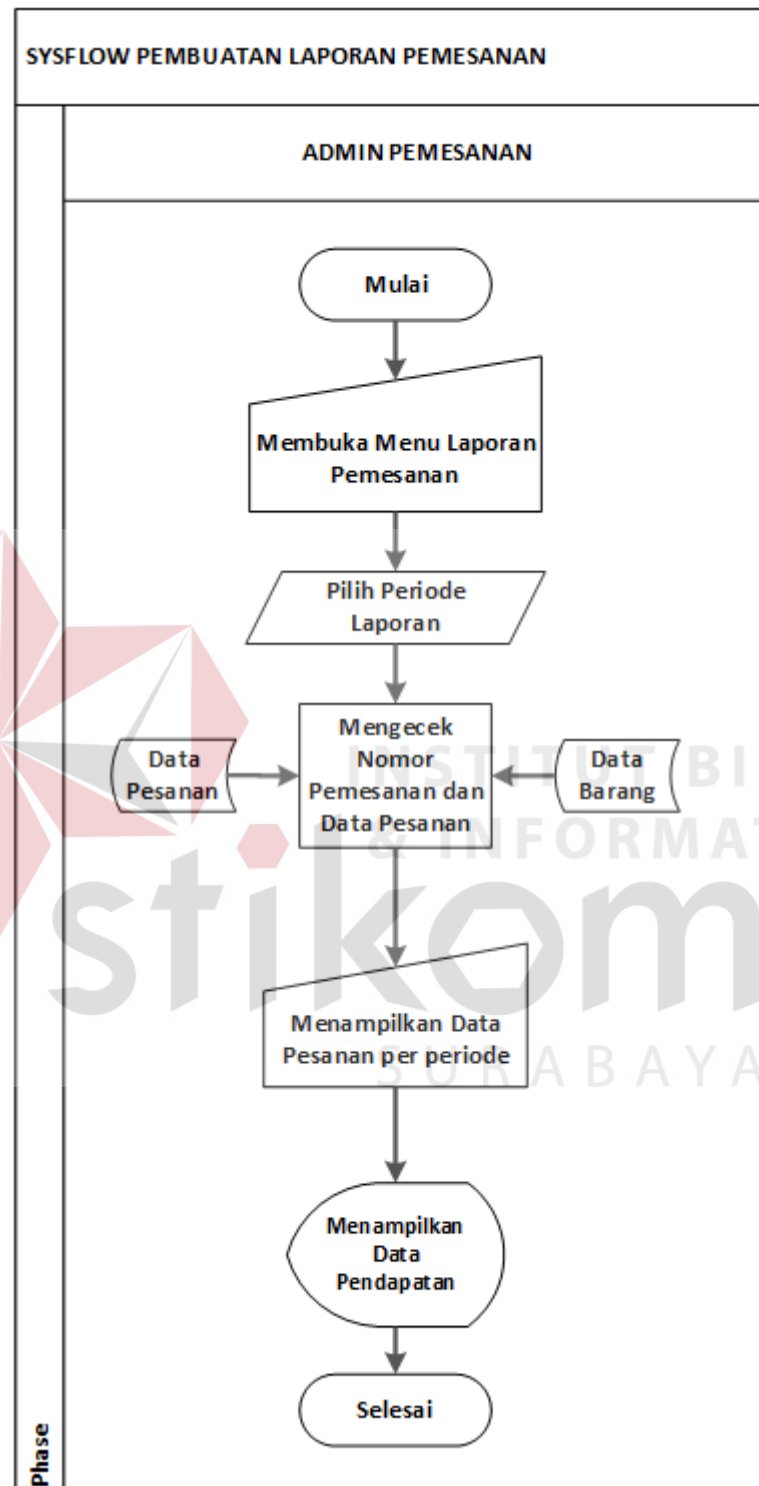 SYSFLOW PEMBUATAN LAPORAN PEMESANAN
ADMIN PEMESANAN
Mulai
Membuka Menu Laporan
Pemesanan
Pilih Periode
Laporan
Mengecek
Nomor
Pemesanan dan
Data Pesanan
Data
Pesanan
Data
Barang
INSTITUT BI
& INFORMAT
stikom
SURABAYA
Menampilkan Data
Pesanan per periode
Menampilkan
Data
Pendapatan
Selesai
Phase